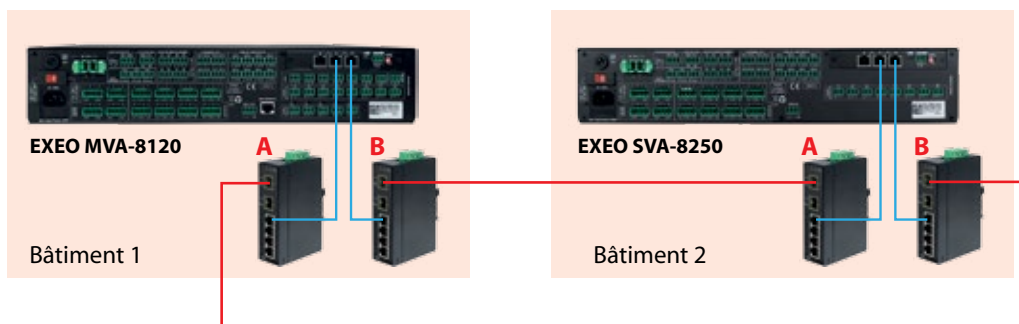 EXEO MVA-8120
A
B
EXEO SVA-8250
A
B
Bâtiment 1
Bâtiment 2